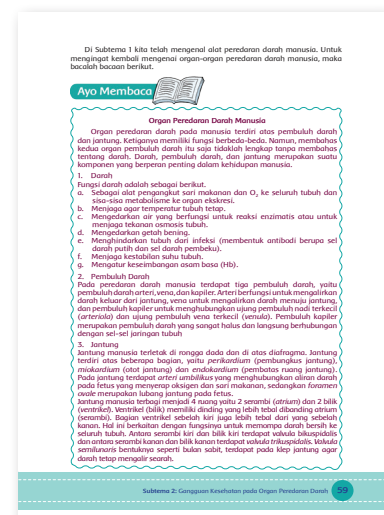 Di Subtema 1 kita telah mengenal alat peredaran darah manusia. Untuk
mengingat kembali mengenai organ-organ peredaran darah manusia, maka
bacalah bacaan berikut.
Ayo Membaca
Organ Peredaran Darah Manusia
Organ peredaran darah pada manusia terdiri atas pembuluh darah
dan jantung. Ketiganya memiliki fungsi berbeda-beda. Namun, membahas
kedua organ pembuluh darah itu saja tidaklah lengkap tanpa membahas
tentang darah. Darah, pembuluh darah, dan jantung merupakan suatu
komponen yang berperan penting dalam kehidupan manusia.
1. Darah
Fungsi darah adalah sebagai berikut.
a. Sebagai alat pengangkut sari makanan dan O₂ ke seluruh tubuh dan
sisa-sisa metabolisme ke organ ekskresi.
b. Menjaga agar temperatur tubuh tetap.
c. Mengedarkan air yang berfungsi untuk reaksi enzimatis atau untuk
menjaga tekanan osmosis tubuh.
d. Mengedarkan getah bening.
e. Menghindarkan tubuh dari infeksi (membentuk antibodi berupa sel
darah putih dan sel darah pembeku).
f. Menjaga kestabilan suhu tubuh.
g. Mengatur keseimbangan asam basa (Hb).
2. Pembuluh Darah
Pada peredaran darah manusia terdapat tiga pembuluh darah, yaitu
pembuluh darah arteri, vena, dan kapiler. Arteri berfungsi untuk mengalirkan
darah keluar dari jantung, vena untuk mengalirkan darah menuju jantung,
dan pembuluh kapiler untuk menghubungkan ujung pembuluh nadi terkecil
(arteriola) dan ujung pembuluh vena terkecil (venula). Pembuluh kapiler
merupakan pembuluh darah yang sangat halus dan langsung berhubungan
dengan sel-sel jaringan tubuh
3. Jantung
Jantung manusia terletak di rongga dada dan di atas diafragma. Jantung
terdiri atas beberapa bagian, yaitu perikardium (pembungkus jantung),
miokardium (otot jantung) dan endokardium (pembatas ruang jantung).
Pada jantung terdapat arteri umbilikus yang menghubungkan aliran darah
pada fetus yang menyerap oksigen dan sari makanan, sedangkan foramen
ovale merupakan lubang jantung pada fetus.
Jantung manusia terbagi menjadi 4 ruang yaitu 2 serambi (atrium) dan 2 bilik
(ventrikel). Ventrikel (bilik) memiliki dinding yang lebih tebal dibanding atrium
(serambi). Bagian ventrikel sebelah kiri juga lebih tebal dari yang sebelah
kanan. Hal ini berkaitan dengan fungsinya untuk memompa darah bersih ke
seluruh tubuh. Antara serambi kiri dan bilik kiri terdapat valvula bikuspidalis
dan antara serambi kanan dan bilik kanan terdapat valvula trikuspidalis. Valvula
semilunaris bentuknya seperti bulan sabit, terdapat pada klep jantung agar
darah tetap mengalir searah.
Subtema 2: Gangguan Kesehatan pada Organ Peredaran Darah 59